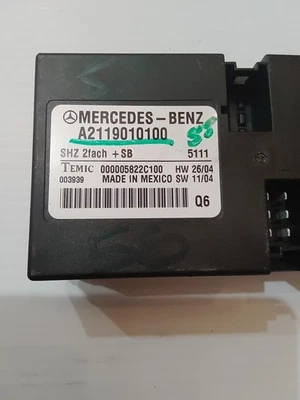 MERCEDES-BENZ
A2119010100
SHZ 2fach +SB 5111
TEMIC 000005822C100 HW 26/04
003939 MADE IN MEXICO SW 11/04
Q6